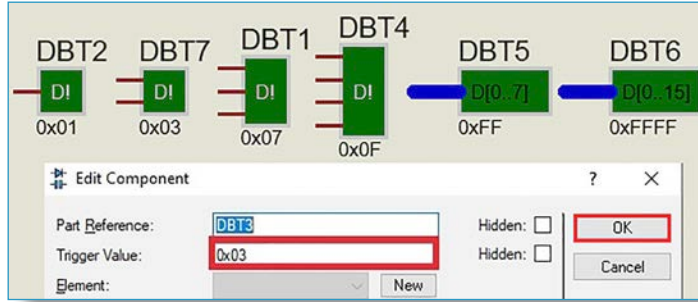 DBT2 DBT7 DBT1 DBT4 DBT5 DBT6
D! D! D! D! D[0..7] D[0..15]
0x01 0x03 0x07 0x0F 0xFF 0xFFFF
Edit Component ? X
Part Reference: DBT3 Hidden: OK
Trigger Value: 0x03 Hidden: Cancel
Element: New